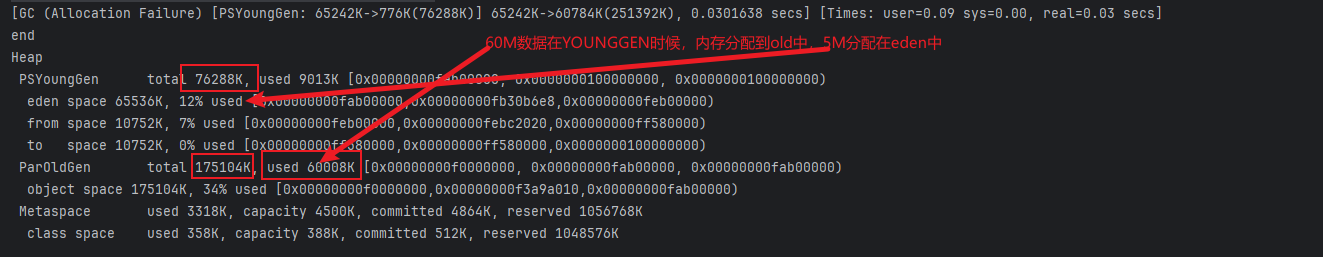 [GC (Allocation Failure) [PSYoungGen: 65242K->776K(76288K)] 65242K->60784K(251392K), 0.0301638 secs] [Times: user=0.09 sys=0.00, real=0.03 secs]
end
60M数据在YOUNGGEN时候，内存分配到old中，5M分配在eden中
Heap
PSYoungGen total 76288K, used 9013K [0x00000000fab00000, 0x0000000100000000, 0x0000000100000000)
eden space 65536K, 12% used [0x00000000fab00000,0x00000000fb30b6e8,0x00000000feb00000)
from space 10752K, 7% used [0x00000000feb00000,0x00000000febc2020,0x00000000ff580000)
to space 10752K, 0% used [0x00000000ff580000,0x00000000ff580000,0x0000000100000000)
ParOldGen total 175104K, used 60008K [0x00000000f0000000, 0x00000000fab00000, 0x00000000fab00000)
object space 175104K, 34% used [0x00000000f0000000,0x00000000f3a9a010,0x00000000fab00000)
Metaspace used 3318K, capacity 4500K, committed 4864K, reserved 1056768K
class space used 358K, capacity 388K, committed 512K, reserved 1048576K